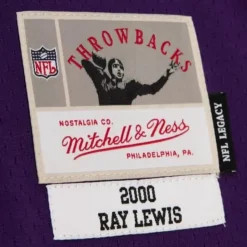 THROWBACKS
NFL
NOSTALGIA CO.
Mitchell & Ness
PHILADELPHIA, PA.
NFL LEGACY
2000
RAY LEWIS